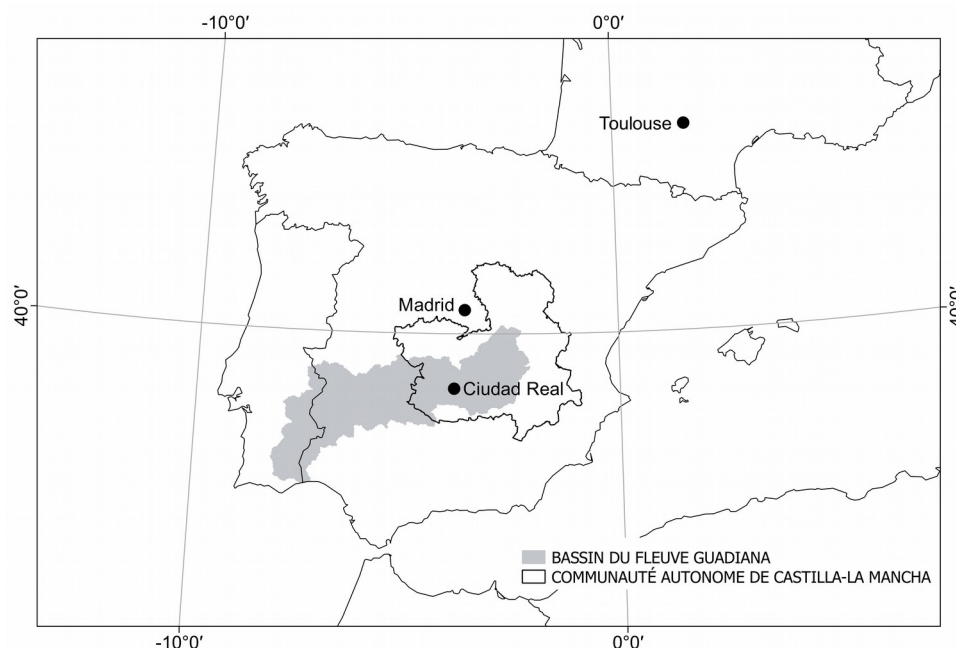 -10°0′
0°0′
Toulouse
40°0′
40°0′
Madrid
Ciudad Real
BASSIN DU FLEUVE GUADIANA
COMMUNAUTÉ AUTONOME DE CASTILLA-LA MANCHA
-10°0′
0°0′